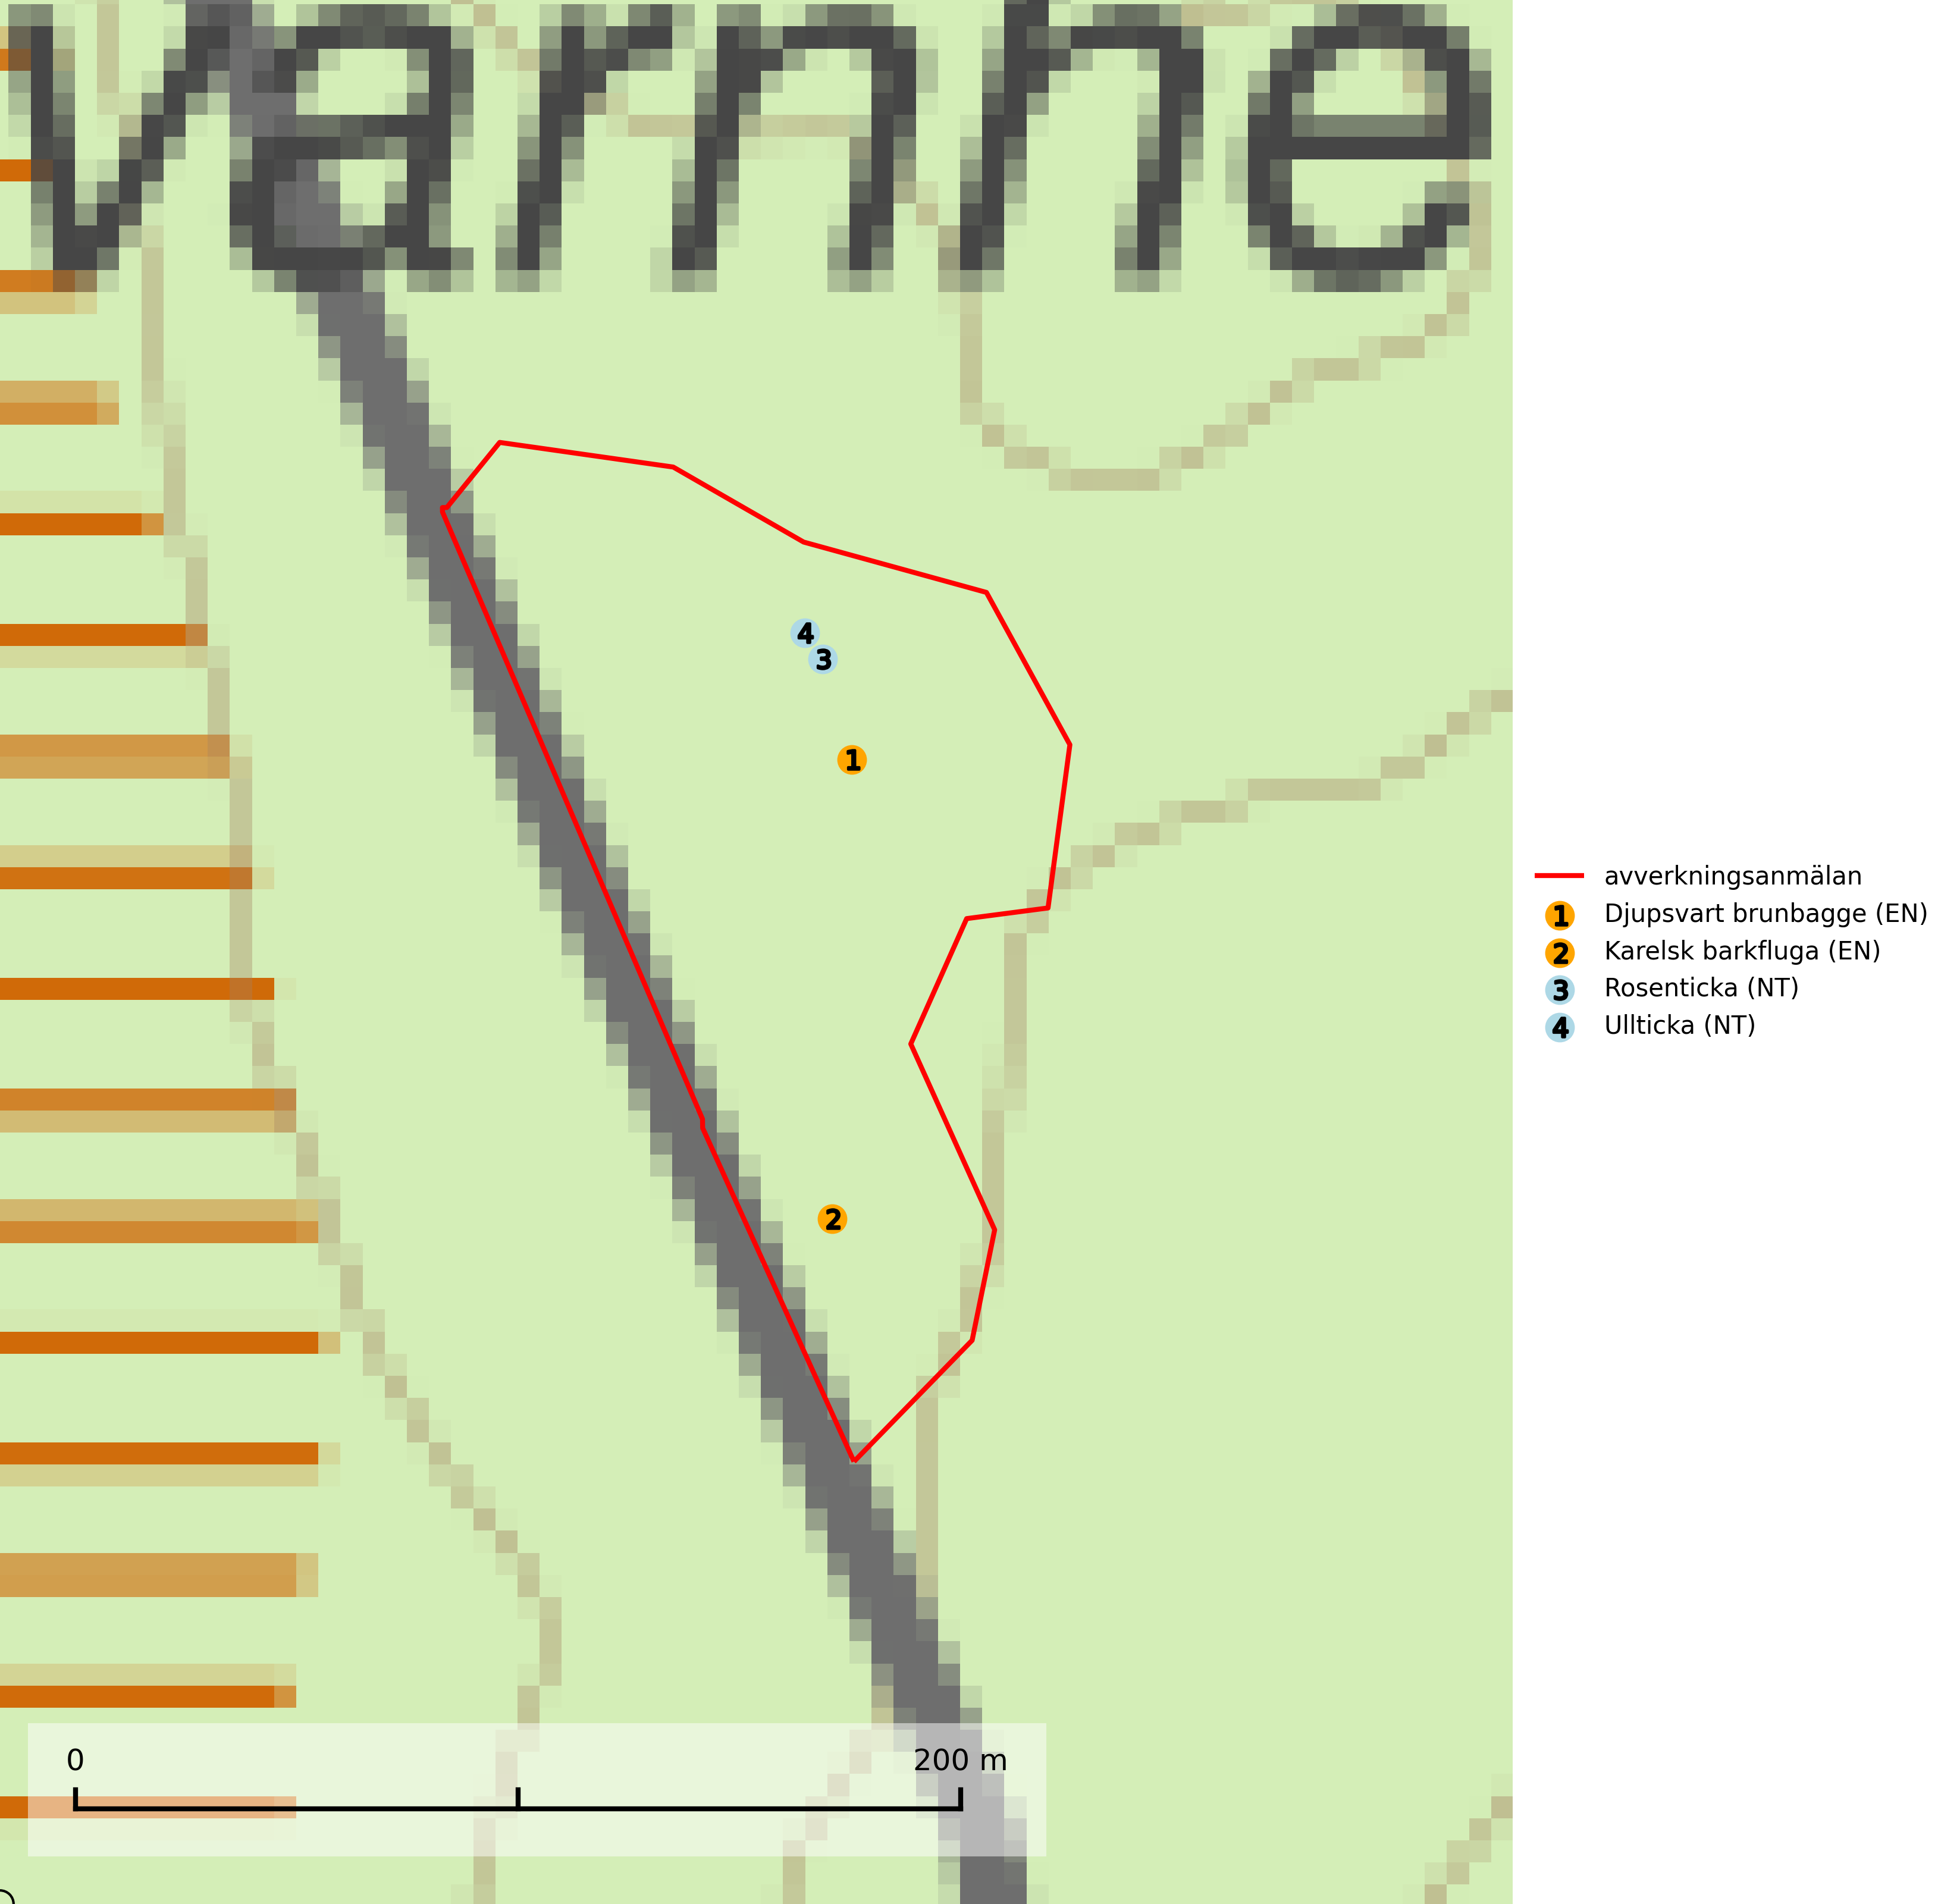 värnne
avverkningsanmälan
1 Djupsvart brunbagge (EN)
2 Karelsk barkfluga (EN)
3 Rosenticka (NT)
4 Ullticka (NT)
4
3
1
2
0 200 m